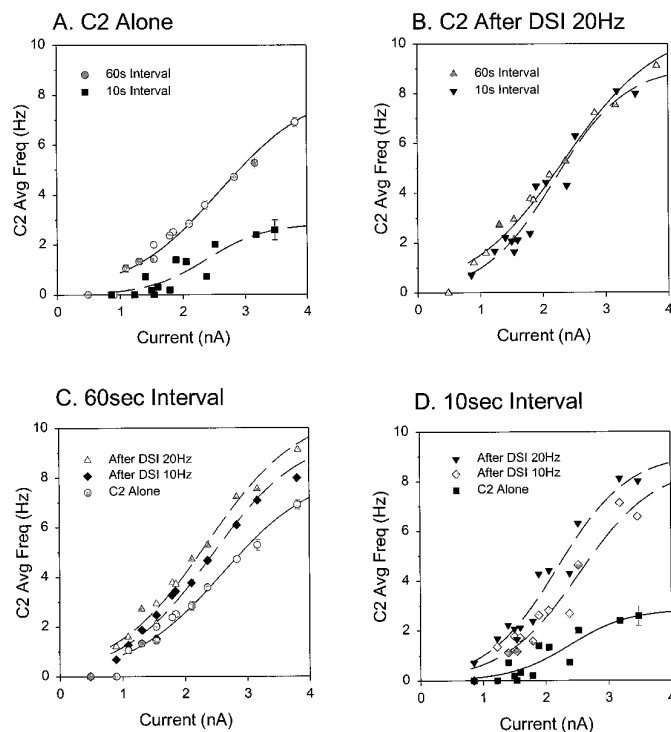 A. C2 Alone
B. C2 After DSI 20Hz
10
8
6
4
2
0
C2 Avg Freq (Hz)
60s Interval
10s Interval
0
1
2
3
4
Current (nA)
10
8
6
4
2
0
C2 Avg Freq (Hz)
60s Interval
10s Interval
0
1
2
3
4
Current (nA)
C. 60sec Interval
D. 10sec Interval
10
8
6
4
2
0
C2 Avg Freq (Hz)
After DSI 20Hz
After DSI 10Hz
C2 Alone
0
1
2
3
4
Current (nA)
10
8
6
4
2
0
C2 Avg Freq (Hz)
After DSI 20Hz
After DSI 10Hz
C2 Alone
0
1
2
3
4
Current (nA)